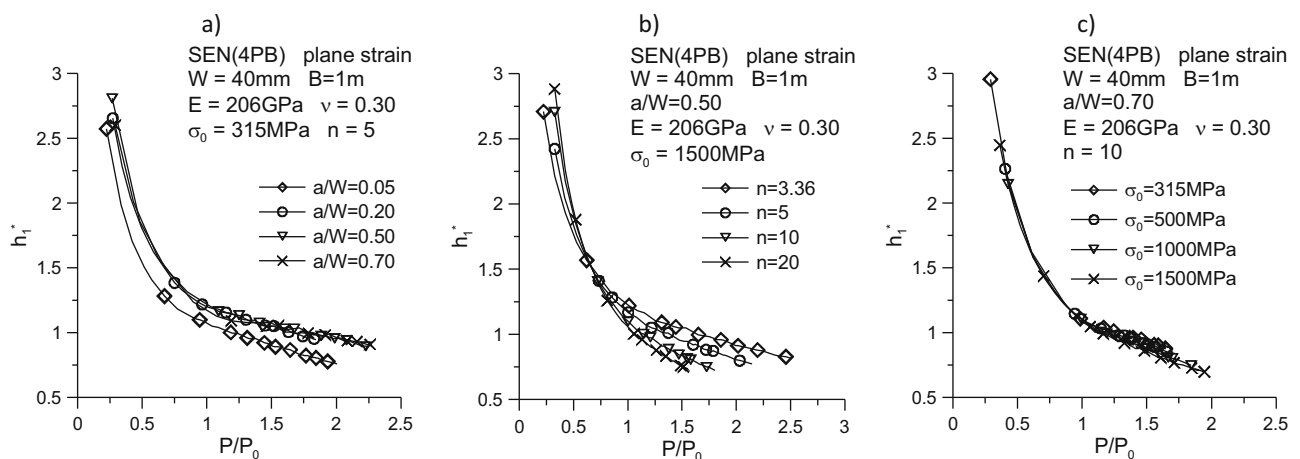 a)
SEN(4PB) plane strain
W = 40mm B=1m
E = 206GPa ν = 0.30
σ₀ = 315MPa n = 5
a/W=0.05
a/W=0.20
a/W=0.50
a/W=0.70
h₁*
3
2.5
2
1.5
1
0.5
0 0.5 1 1.5 2 2.5
P/P₀
b)
SEN(4PB) plane strain
W = 40mm B=1m
a/W=0.50
E = 206GPa ν = 0.30
σ₀ = 1500MPa
n=3.36
n=5
n=10
n=20
h₁*
3
2.5
2
1.5
1
0.5
0 0.5 1 1.5 2 2.5 3
P/P₀
c)
SEN(4PB) plane strain
W = 40mm B=1m
a/W=0.70
E = 206GPa ν = 0.30
n = 10
σ₀=315MPa
σ₀=500MPa
σ₀=1000MPa
σ₀=1500MPa
h₁*
3
2.5
2
1.5
1
0.5
0 0.5 1 1.5 2 2.5
P/P₀